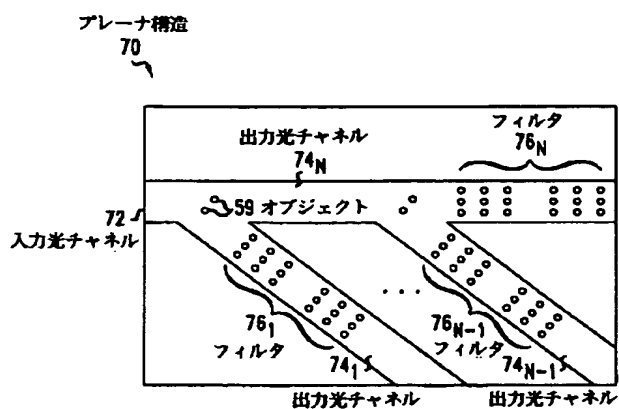 プレーナ構造
70
出力光チャネル
74N
フィルタ
76N
72
入力光チャネル
59 オブジェクト
...
761
フィルタ
741
76N-1
フィルタ
74N-1
出力光チャネル
出力光チャネル